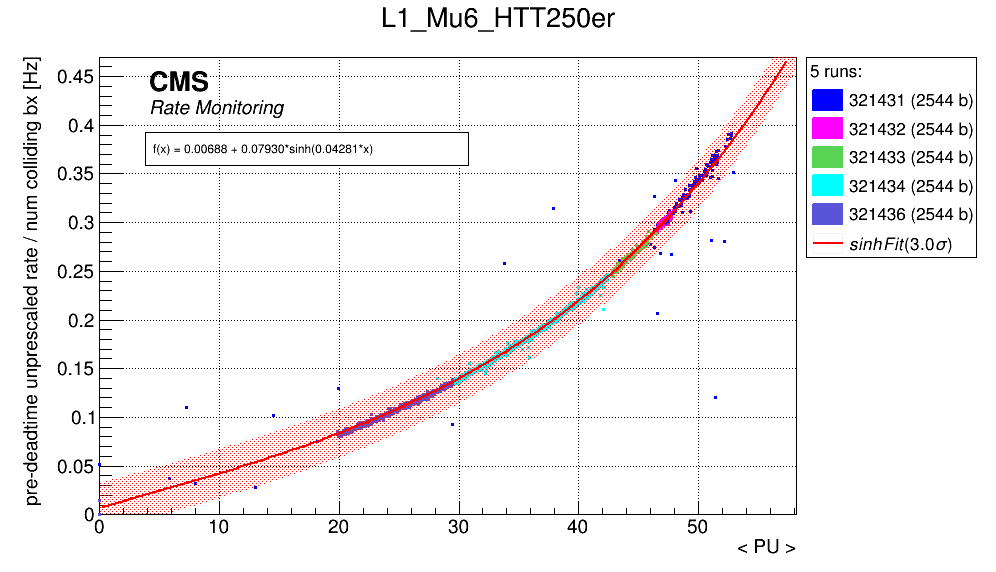 L1_Mu6_HTT250er
pre-deadtime unprescaled rate / num colliding bx [Hz]
CMS
Rate Monitoring
f(x) = 0.00688 + 0.07930*sinh(0.04281*x)
0.45
0.4
0.35
0.3
0.25
0.2
0.15
0.1
0.05
0
0 10 20 30 40 50
< PU >
5 runs:
321431 (2544 b)
321432 (2544 b)
321433 (2544 b)
321434 (2544 b)
321436 (2544 b)
sinhFit(3.0σ)